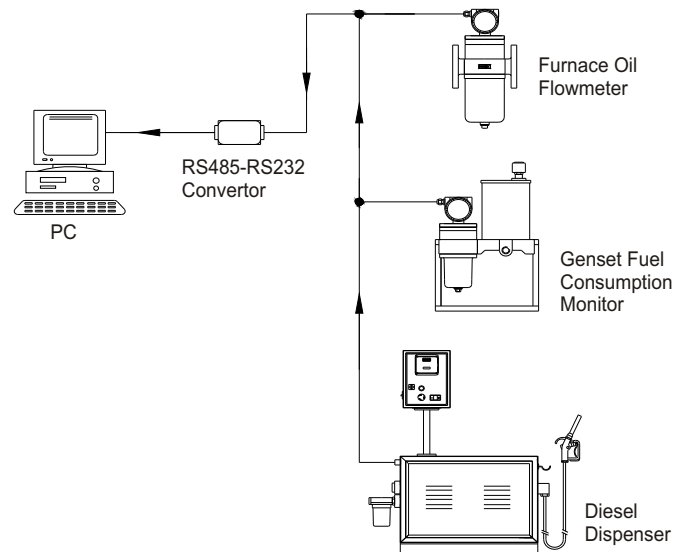 Furnace Oil
Flowmeter
RS485-RS232
Convertor
PC
Genset Fuel
Consumption
Monitor
Diesel
Dispenser